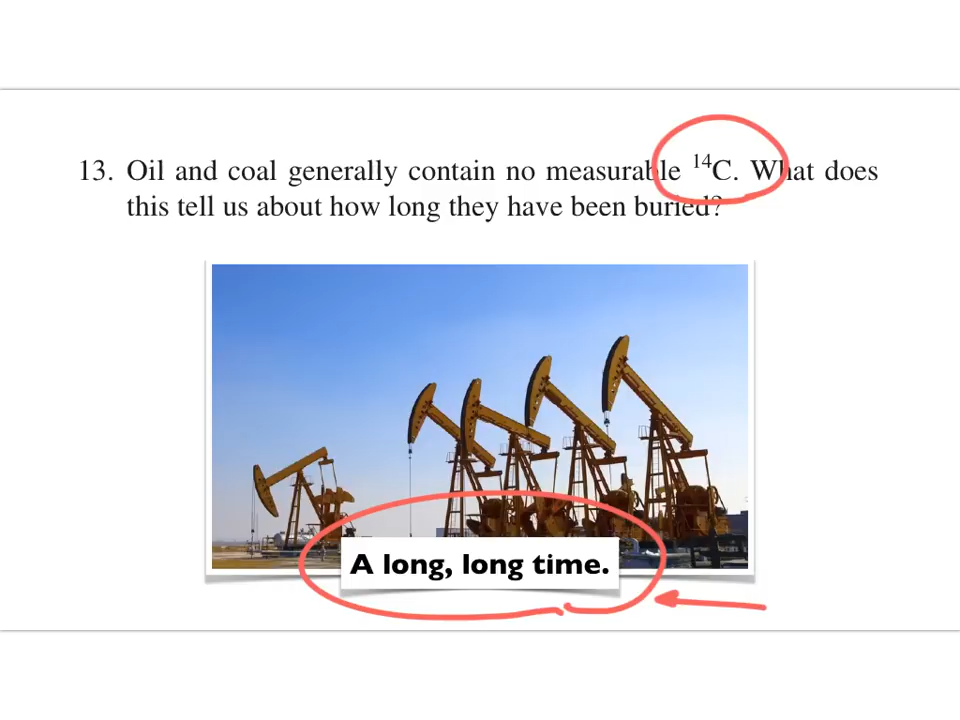 13. Oil and coal generally contain no measurable ¹⁴C. What does
this tell us about how long they have been buried?
A long, long time.